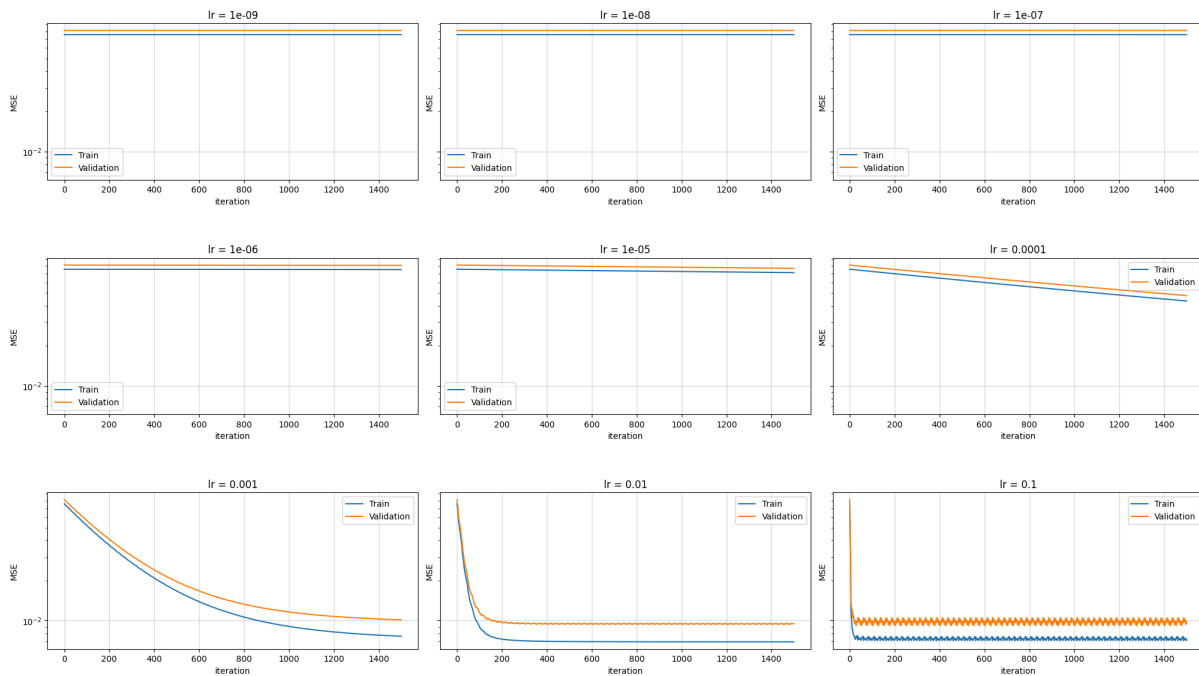 lr = 1e-09
MSE
10⁻²
Train
Validation
0 200 400 600 800 1000 1200 1400
iteration
lr = 1e-08
MSE
Train
Validation
0 200 400 600 800 1000 1200 1400
iteration
lr = 1e-07
MSE
Train
Validation
0 200 400 600 800 1000 1200 1400
iteration
lr = 1e-06
MSE
10⁻²
Train
Validation
0 200 400 600 800 1000 1200 1400
iteration
lr = 1e-05
MSE
Train
Validation
0 200 400 600 800 1000 1200 1400
iteration
lr = 0.0001
MSE
Train
Validation
0 200 400 600 800 1000 1200 1400
iteration
lr = 0.001
MSE
10⁻²
Train
Validation
0 200 400 600 800 1000 1200 1400
iteration
lr = 0.01
MSE
Train
Validation
0 200 400 600 800 1000 1200 1400
iteration
lr = 0.1
MSE
Train
Validation
0 200 400 600 800 1000 1200 1400
iteration